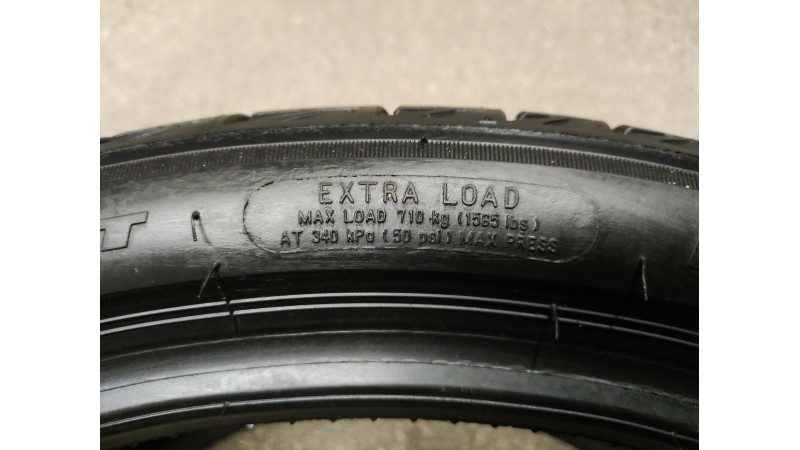 EXTRA LOAD
MAX LOAD 710 kg (1565 lbs)
AT 340 kPa (50 psi) MAX PRESS